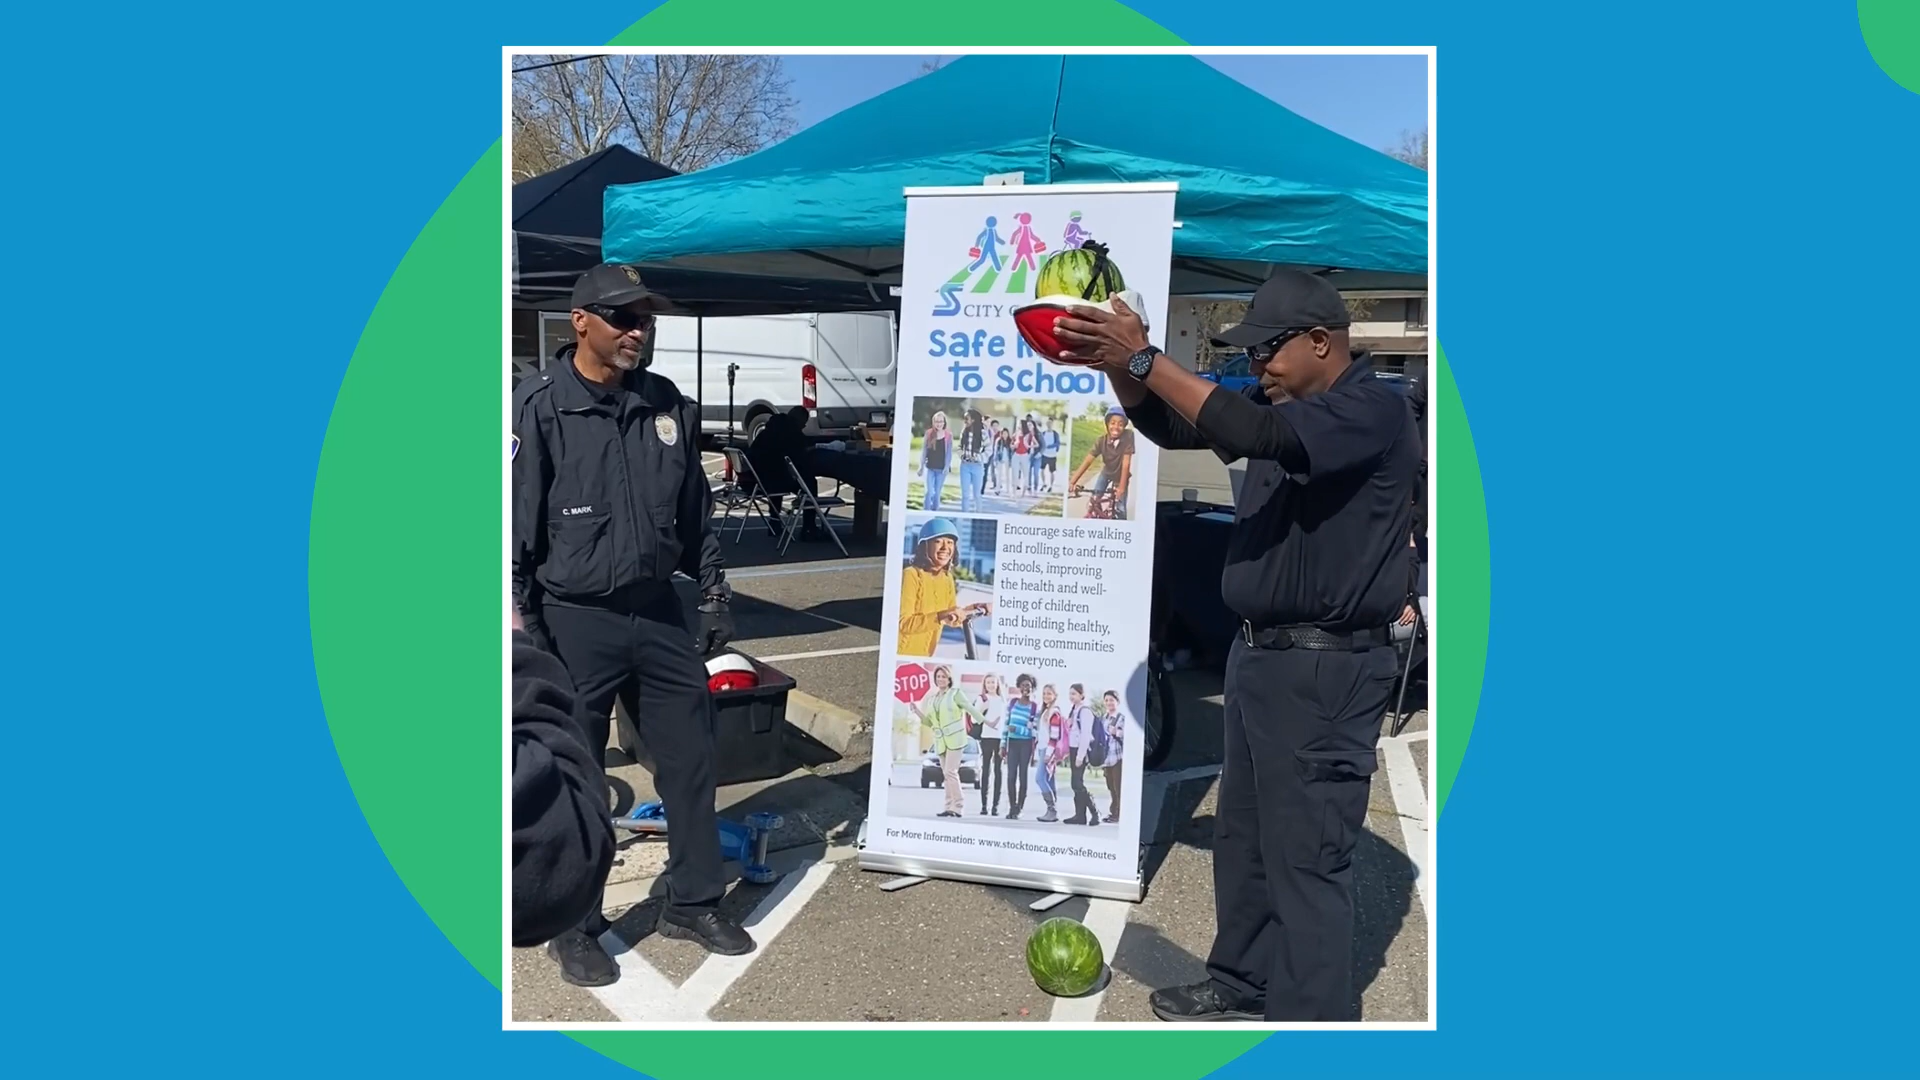 CITY
Safe
to School
C. MARK
Encourage safe walking
and rolling to and from
schools, improving
the health and well-
being of children
and building healthy,
thriving communities
for everyone.
STOP
For More Information: www.stocktonca.gov/SafeRoutes